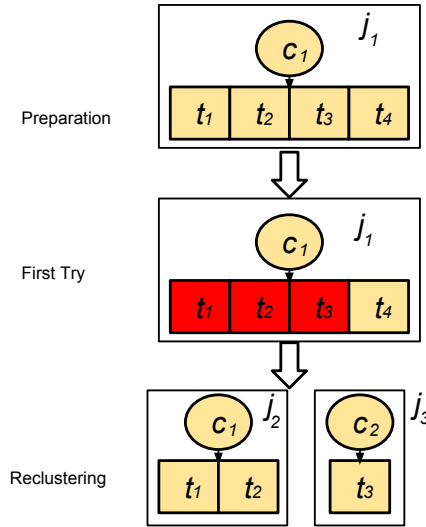 j1
c1
Preparation
t1 t2 t3 t4
j1
c1
First Try
t1 t2 t3 t4
j2 j3
c1 c2
Reclustering
t1 t2 t3